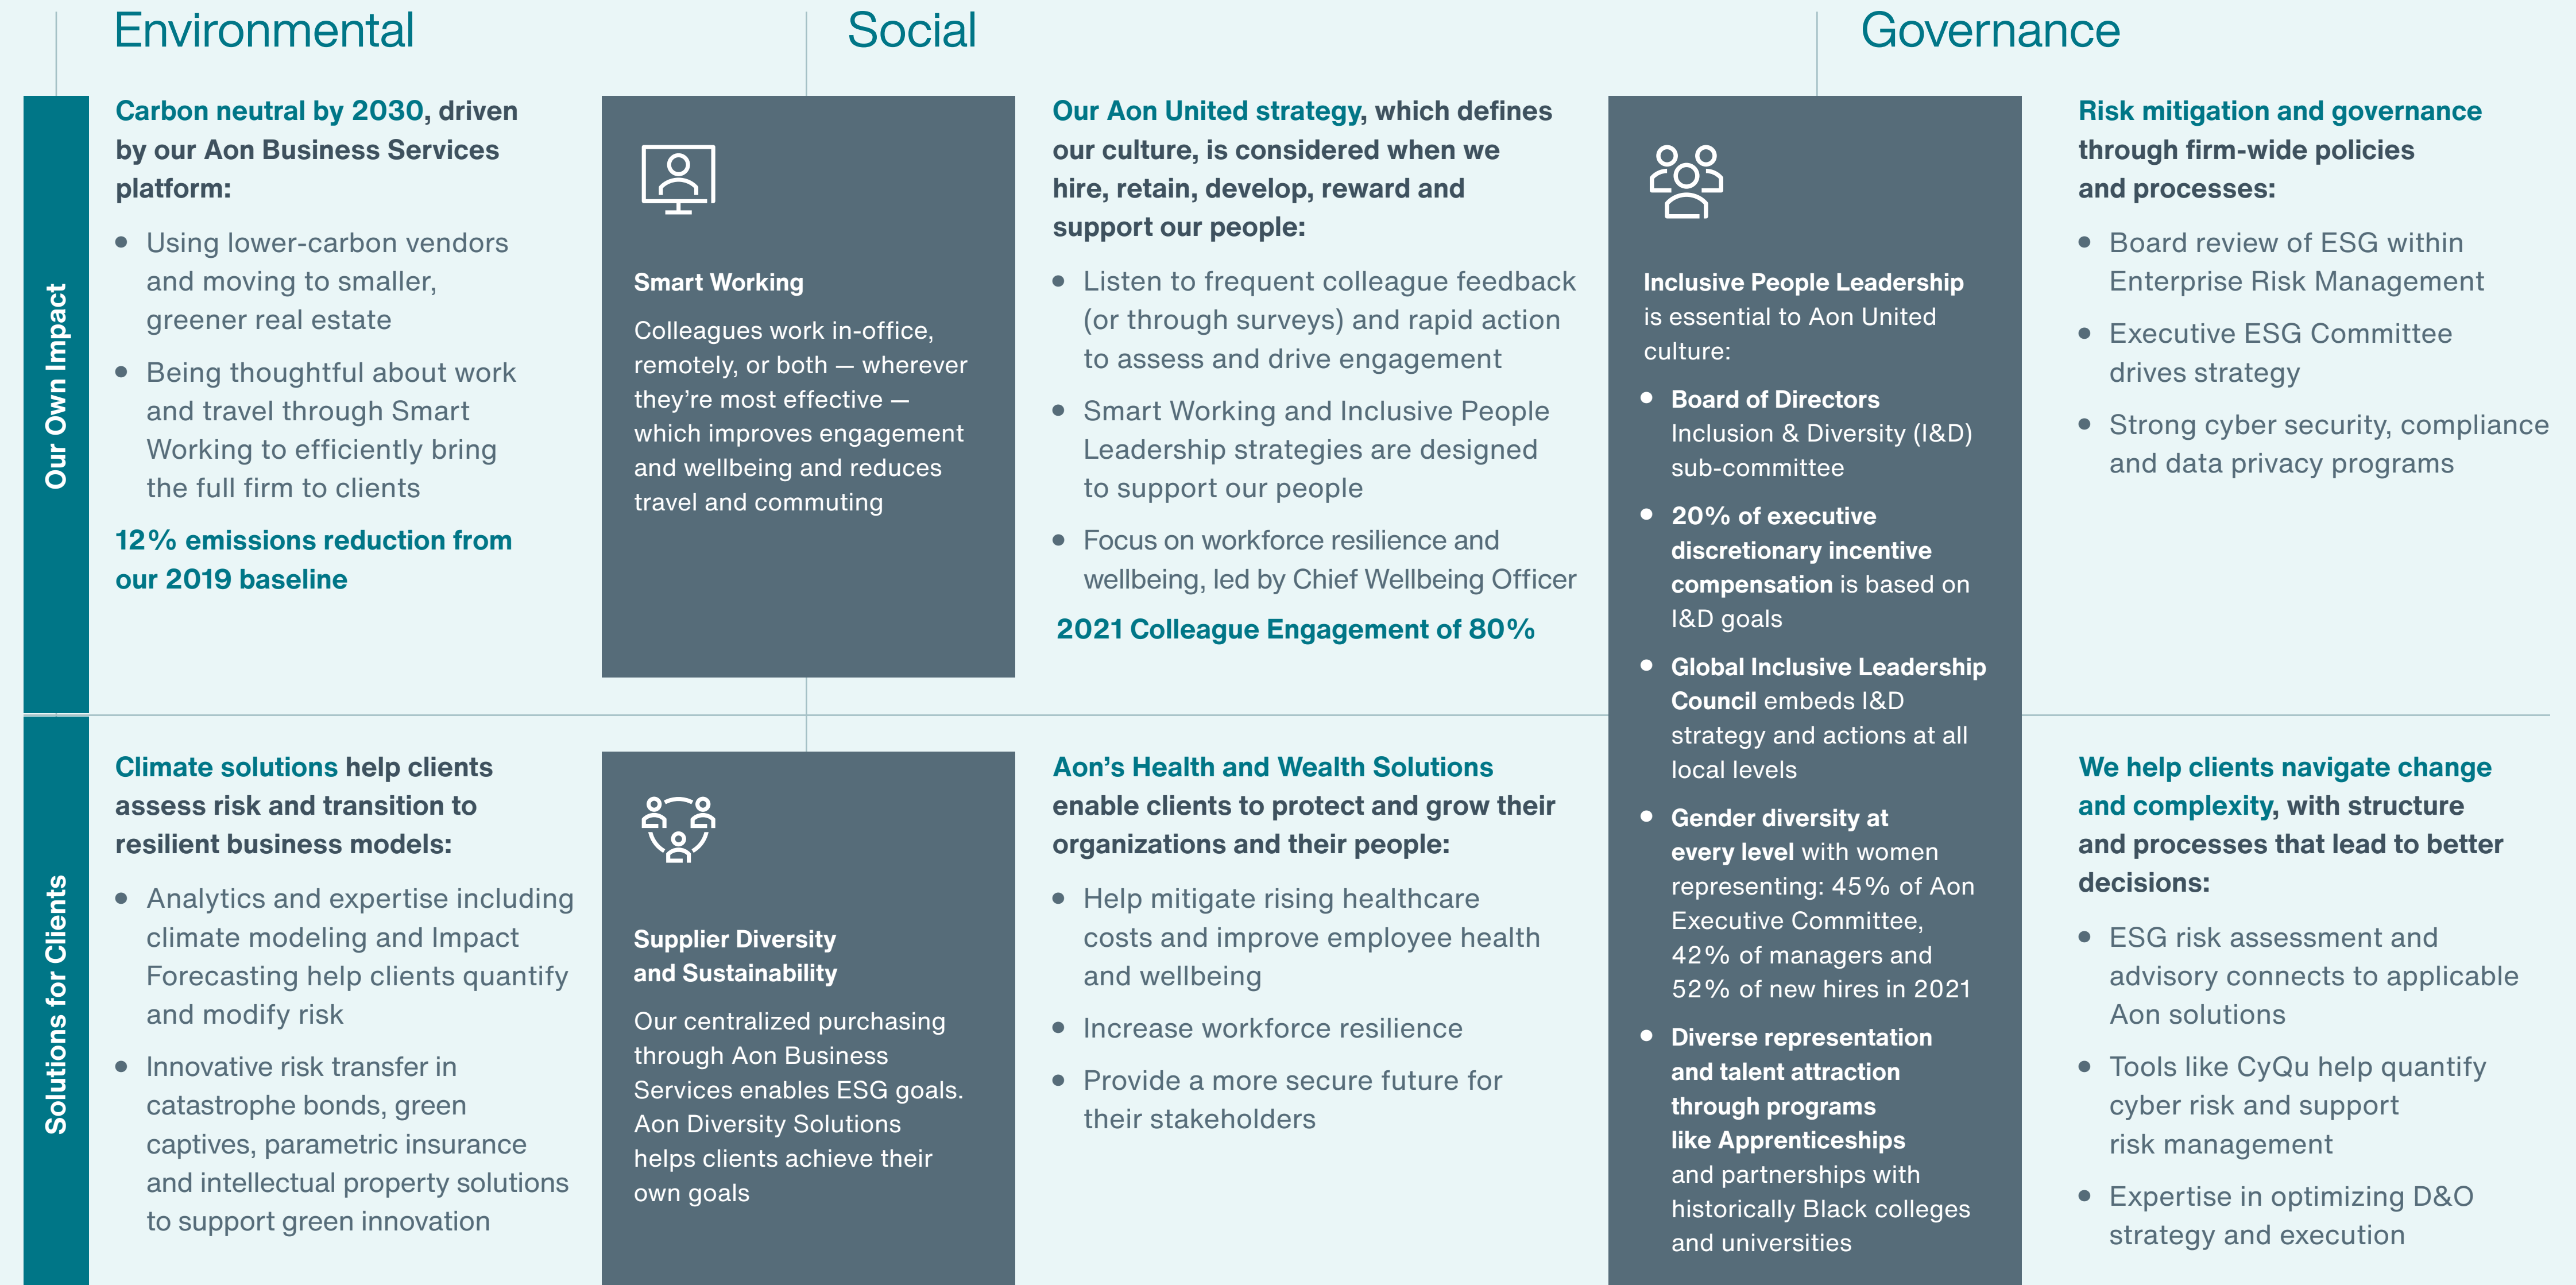 Environmental
Social
Governance
Our Own Impact
Carbon neutral by 2030, driven
by our Aon Business Services
platform:
• Using lower-carbon vendors
and moving to smaller,
greener real estate
• Being thoughtful about work
and travel through Smart
Working to efficiently bring
the full firm to clients
12% emissions reduction from
our 2019 baseline
Smart Working
Colleagues work in-office,
remotely, or both — wherever
they’re most effective —
which improves engagement
and wellbeing and reduces
travel and commuting
Our Aon United strategy, which defines
our culture, is considered when we
hire, retain, develop, reward and
support our people:
• Listen to frequent colleague feedback
(or through surveys) and rapid action
to assess and drive engagement
• Smart Working and Inclusive People
Leadership strategies are designed
to support our people
• Focus on workforce resilience and
wellbeing, led by Chief Wellbeing Officer
2021 Colleague Engagement of 80%
Inclusive People Leadership
is essential to Aon United
culture:
• Board of Directors
Inclusion & Diversity (I&D)
sub-committee
• 20% of executive
discretionary incentive
compensation is based on
I&D goals
• Global Inclusive Leadership
Council embeds I&D
strategy and actions at all
local levels
• Gender diversity at
every level with women
representing: 45% of Aon
Executive Committee,
42% of managers and
52% of new hires in 2021
• Diverse representation
and talent attraction
through programs
like Apprenticeships
and partnerships with
historically Black colleges
and universities
Risk mitigation and governance
through firm-wide policies
and processes:
• Board review of ESG within
Enterprise Risk Management
• Executive ESG Committee
drives strategy
• Strong cyber security, compliance
and data privacy programs
Solutions for Clients
Climate solutions help clients
assess risk and transition to
resilient business models:
• Analytics and expertise including
climate modeling and Impact
Forecasting help clients quantify
and modify risk
• Innovative risk transfer in
catastrophe bonds, green
captives, parametric insurance
and intellectual property solutions
to support green innovation
Supplier Diversity
and Sustainability
Our centralized purchasing
through Aon Business
Services enables ESG goals.
Aon Diversity Solutions
helps clients achieve their
own goals
Aon’s Health and Wealth Solutions
enable clients to protect and grow their
organizations and their people:
• Help mitigate rising healthcare
costs and improve employee health
and wellbeing
• Increase workforce resilience
• Provide a more secure future for
their stakeholders
We help clients navigate change
and complexity, with structure
and processes that lead to better
decisions:
• ESG risk assessment and
advisory connects to applicable
Aon solutions
• Tools like CyQu help quantify
cyber risk and support
risk management
• Expertise in optimizing D&O
strategy and execution